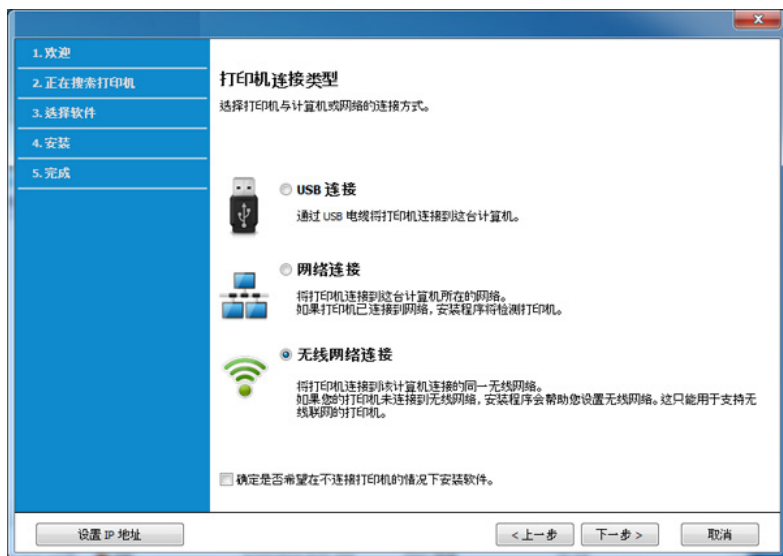 1. 欢迎
2. 正在搜索打印机
3. 选择软件
4. 安装
5. 完成
打印机连接类型
选择打印机与计算机或网络的连接方式。
USB 连接
通过 USB 电缆将打印机连接到这台计算机。
网络连接
将打印机连接到这台计算机所在的网络。
如果打印机已连接到网络，安装程序将检测打印机。
无线网络连接
将打印机连接到该计算机连接的同一无线网络。
如果您的打印机未连接到无线网络，安装程序会帮助您设置无线网络。这只能用于支持无
线联网的打印机。
确定是否希望在不连接打印机的情况下安装软件。
设置 IP 地址
< 上一步
下一步 >
取消